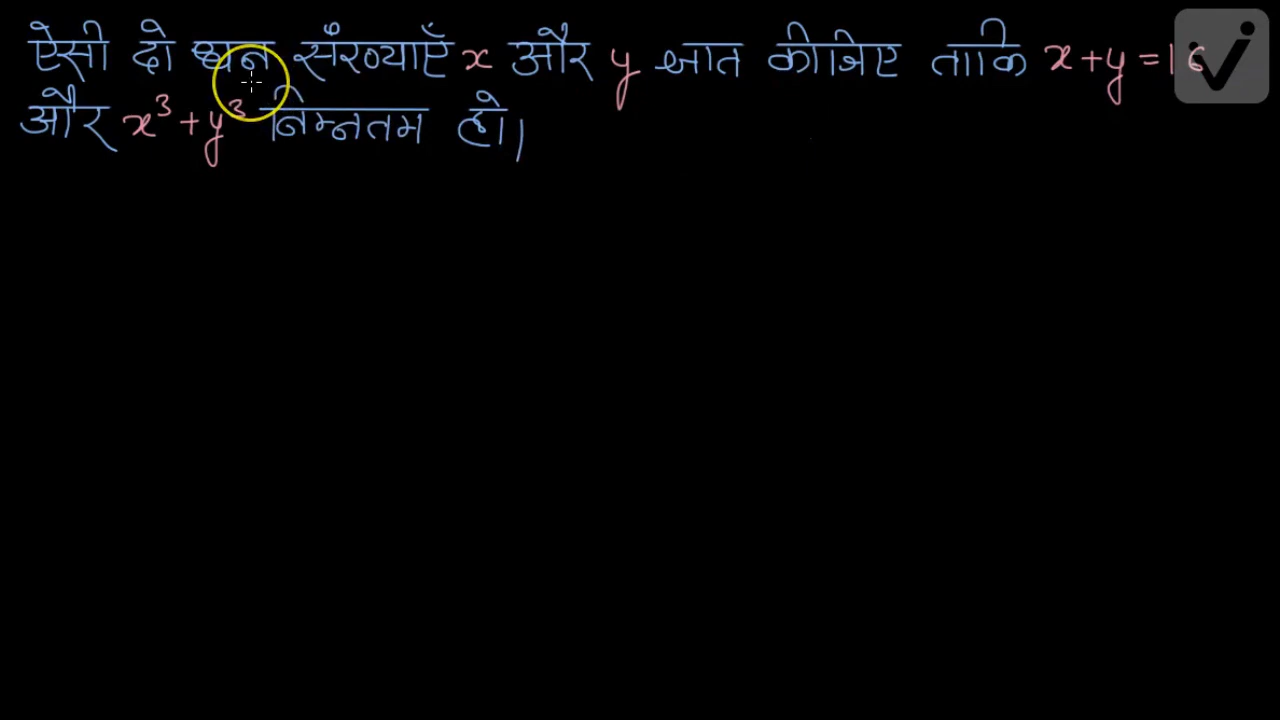 ऐसी दो धन संख्याएँ x और y ज्ञात कीजिए ताकि x+y=16
और x³+y³ निम्नतम हो।